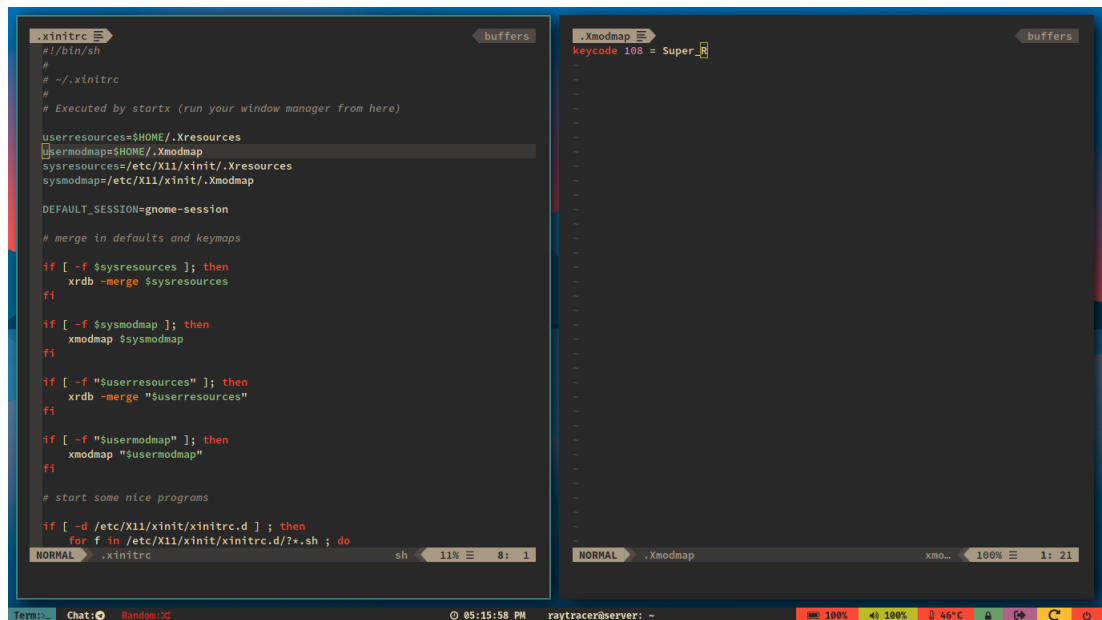 .xinitrc
buffers
#!/bin/sh
#
# ~/.xinitrc
#
# Executed by startx (run your window manager from here)
userresources=$HOME/.Xresources
usermodmap=$HOME/.Xmodmap
sysresources=/etc/X11/xinit/.Xresources
sysmodmap=/etc/X11/xinit/.Xmodmap
DEFAULT_SESSION=gnome-session
# merge in defaults and keymaps
if [ -f $sysresources ]; then
    xrdb -merge $sysresources
fi
if [ -f $sysmodmap ]; then
    xmodmap $sysmodmap
fi
if [ -f "$userresources" ]; then
    xrdb -merge "$userresources"
fi
if [ -f "$usermodmap" ]; then
    xmodmap "$usermodmap"
fi
# start some nice programs
if [ -d /etc/X11/xinit/xinitrc.d ] ; then
    for f in /etc/X11/xinit/xinitrc.d/?*.sh ; do
NORMAL .xinitrc sh 11% 8: 1
.Xmodmap
buffers
keycode 108 = Super_R
NORMAL .Xmodmap xmo… 100% 1: 21
Term:>_ Chat: Random: 05:15:58 PM raytracer@server: ~ 100% 100% 46°C